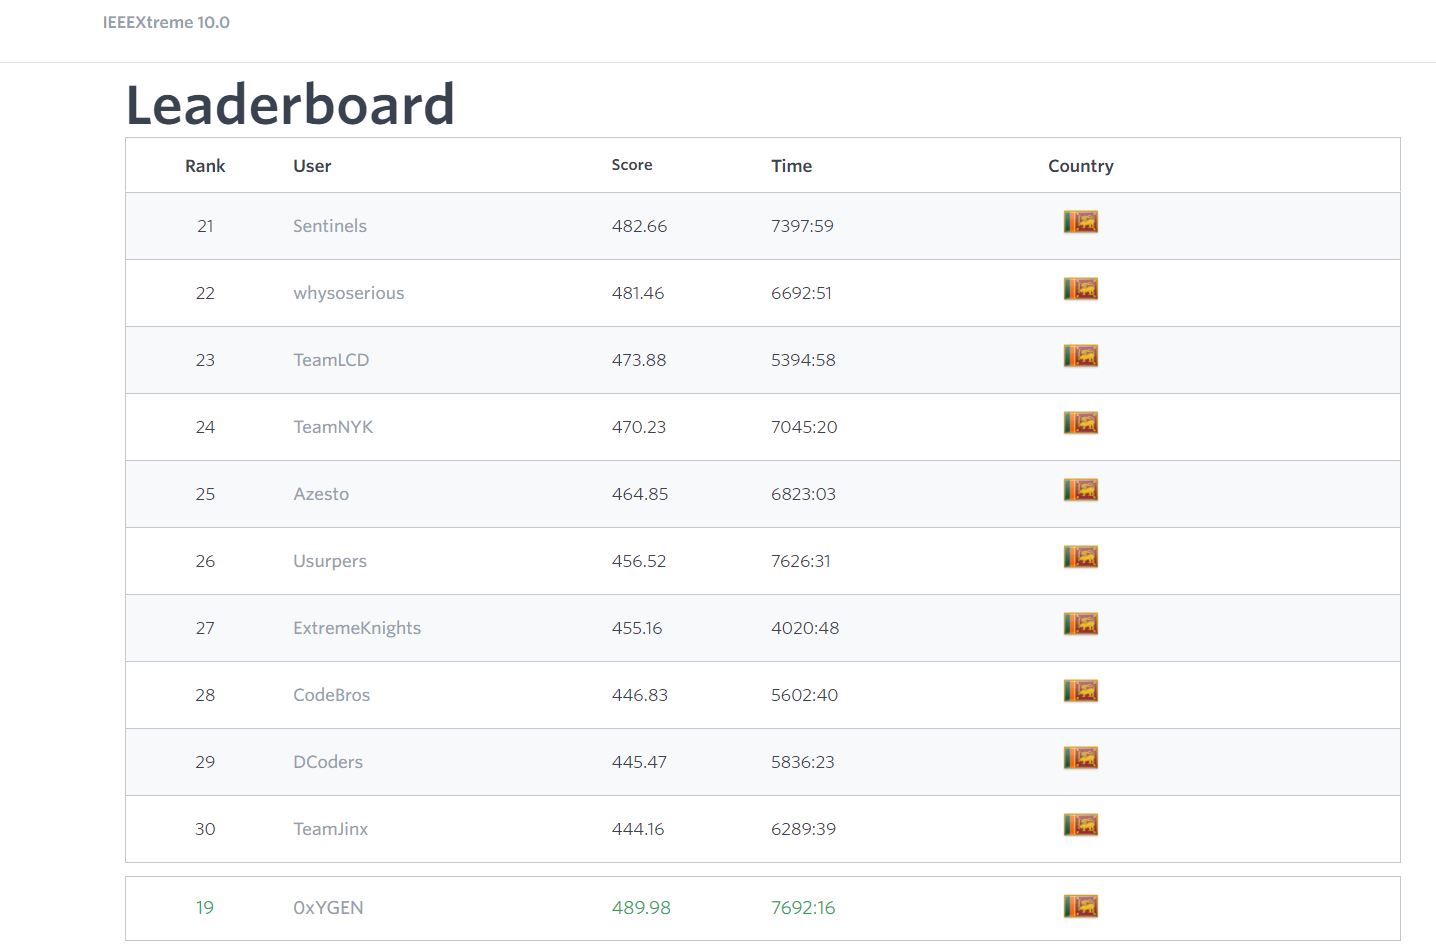 IEEEXtreme 10.0
Leaderboard
Rank User Score Time Country
21 Sentinels 482.66 7397:59
22 whysoserious 481.46 6692:51
23 TeamLCD 473.88 5394:58
24 TeamNYK 470.23 7045:20
25 Azesto 464.85 6823:03
26 Usurpers 456.52 7626:31
27 ExtremeKnights 455.16 4020:48
28 CodeBros 446.83 5602:40
29 DCoders 445.47 5836:23
30 TeamJinx 444.16 6289:39
19 0xYGEN 489.98 7692:16